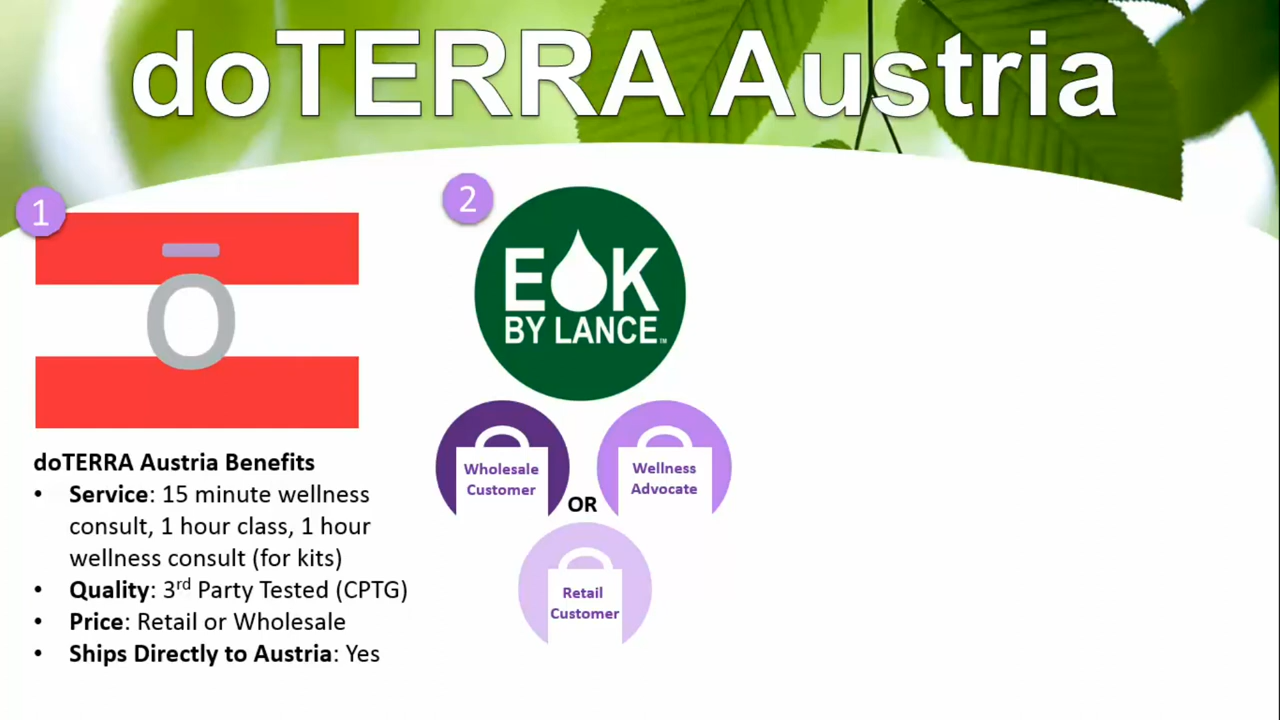 doTERRA Austria
1
ō
doTERRA Austria Benefits
• Service: 15 minute wellness
consult, 1 hour class, 1 hour
wellness consult (for kits)
• Quality: 3rd Party Tested (CPTG)
• Price: Retail or Wholesale
• Ships Directly to Austria: Yes
2
EOK
BY LANCE™
Wholesale
Customer
OR
Wellness
Advocate
Retail
Customer